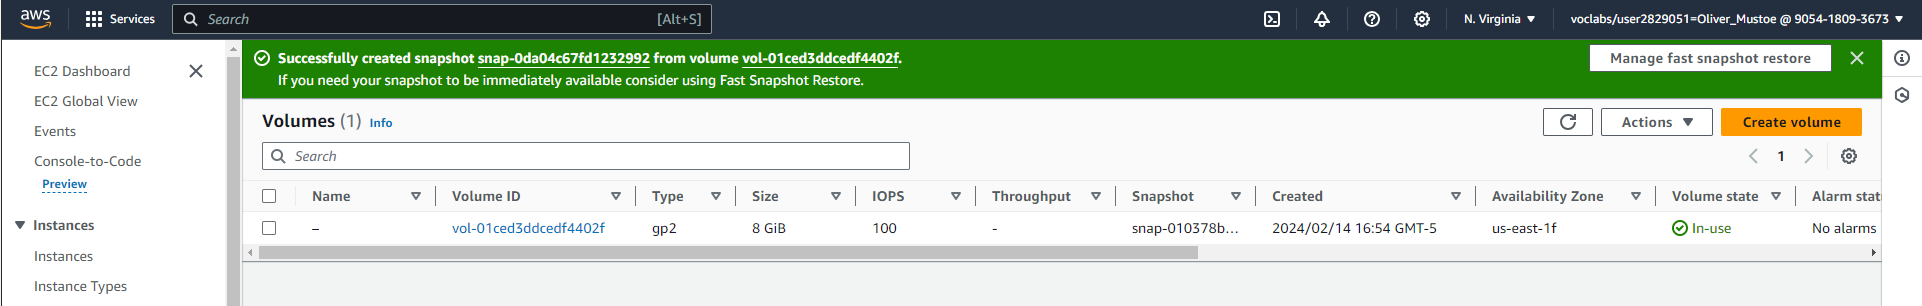 aws Services Search [Alt+S] N. Virginia voclabs/user2829051=Oliver_Mustoe @ 9054-1809-3673
EC2 Dashboard
EC2 Global View
Events
Console-to-Code
Preview
Instances
Instances
Instance Types
Successfully created snapshot snap-0da04c67fd1232992 from volume vol-01ced3ddcedf4402f.
If you need your snapshot to be immediately available consider using Fast Snapshot Restore.
Manage fast snapshot restore
Volumes (1) Info
Actions
Create volume
Search
1
Name Volume ID Type Size IOPS Throughput Snapshot Created Availability Zone Volume state Alarm stat
– vol-01ced3ddcedf4402f gp2 8 GiB 100 - snap-010378b... 2024/02/14 16:54 GMT-5 us-east-1f In-use No alarms